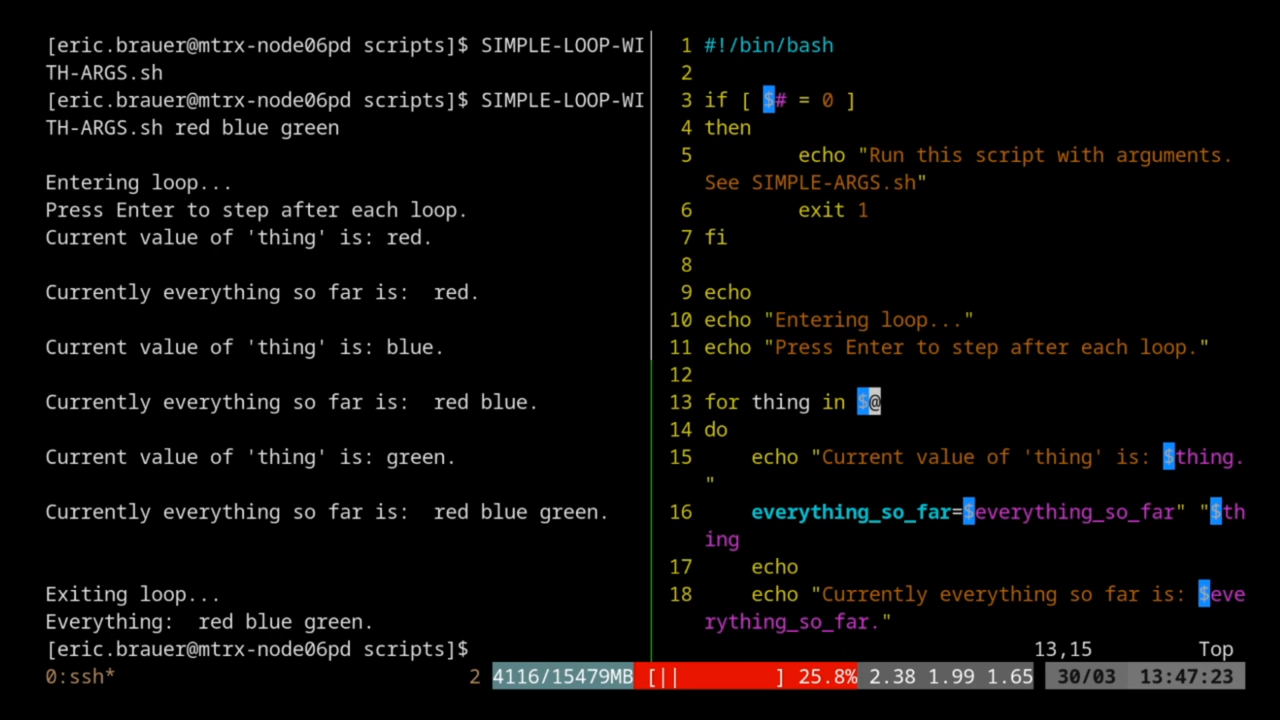 [eric.brauer@mtrx-node06pd scripts]$ SIMPLE-LOOP-WI
TH-ARGS.sh
[eric.brauer@mtrx-node06pd scripts]$ SIMPLE-LOOP-WI
TH-ARGS.sh red blue green

Entering loop...
Press Enter to step after each loop.
Current value of 'thing' is: red.

Currently everything so far is:  red.

Current value of 'thing' is: blue.

Currently everything so far is:  red blue.

Current value of 'thing' is: green.

Currently everything so far is:  red blue green.

Exiting loop...
Everything:  red blue green.
[eric.brauer@mtrx-node06pd scripts]$
1 #!/bin/bash
2
3 if [ $# = 0 ]
4 then
5         echo "Run this script with arguments.
See SIMPLE-ARGS.sh"
6         exit 1
7 fi
8
9 echo
10 echo "Entering loop..."
11 echo "Press Enter to step after each loop."
12
13 for thing in $@
14 do
15     echo "Current value of 'thing' is: $thing.
"
16     everything_so_far=$everything_so_far" "$th
ing
17     echo
18     echo "Currently everything so far is: $eve
rything_so_far."
13,15 Top
0:ssh* 2 4116/15479MB [||        ] 25.8% 2.38 1.99 1.65 30/03 13:47:23